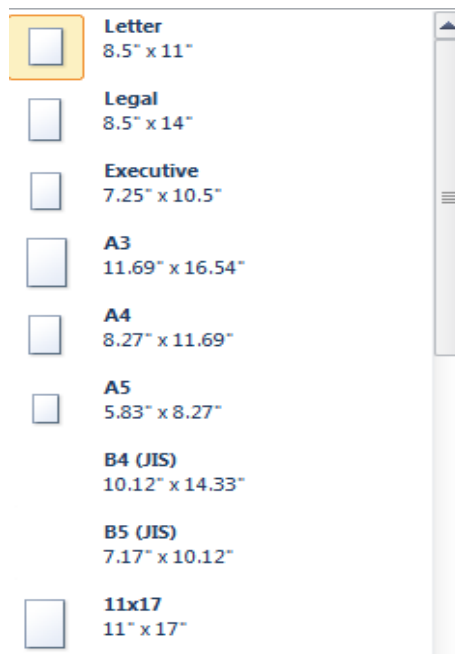 Letter
8.5" x 11"
Legal
8.5" x 14"
Executive
7.25" x 10.5"
A3
11.69" x 16.54"
A4
8.27" x 11.69"
A5
5.83" x 8.27"
B4 (JIS)
10.12" x 14.33"
B5 (JIS)
7.17" x 10.12"
11x17
11" x 17"